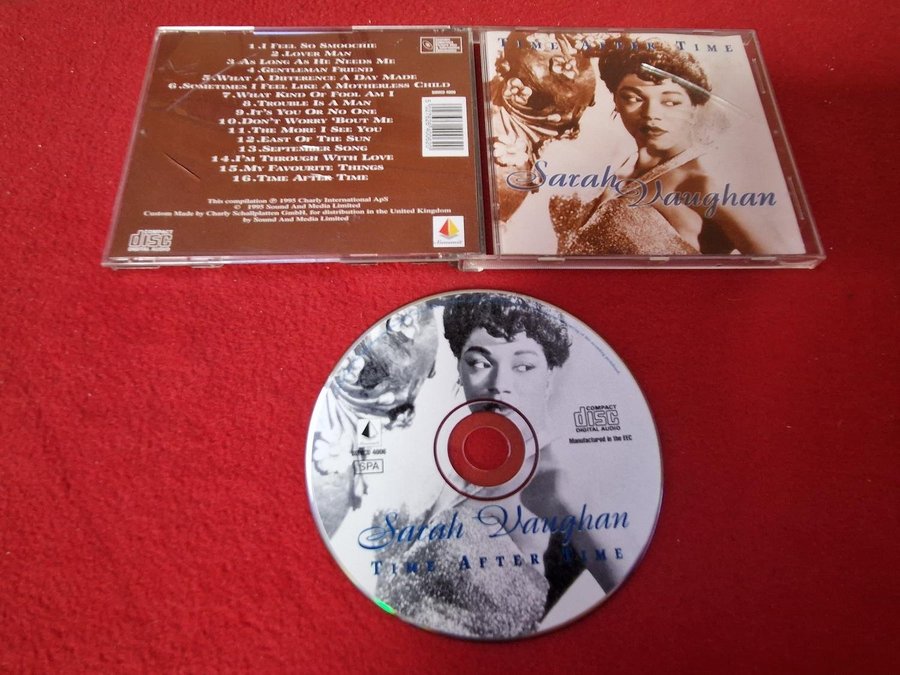 1.I Feel So Smoochie
2.Lover Man
3.As Long As He Needs Me
4.Gentleman Friend
5.What A Difference A Day Made
6.Sometimes I Feel Like A Motherless Child
7.What Kind Of Fool Am I
8.Trouble Is A Man
9.It's You Or No One
10.Don't Worry 'Bout Me
11.The More I See You
12.East Of The Sun
13.September Song
14.I'm Through With Love
15.My Favourite Things
16.Time After Time
This compilation ℗ 1995 Charly International ApS
© 1995 Sound And Media Limited
Custom Made by Charly Schallplatten GmbH, for distribution in the United Kingdom
by Sound And Media Limited
COMPACT
disc
DIGITAL AUDIO
Summit
Time After Time
Sarah
Vaughan
COMPACT
disc
DIGITAL AUDIO
Manufactured in the EEC
SPA
Sarah Vaughan
Time After Time